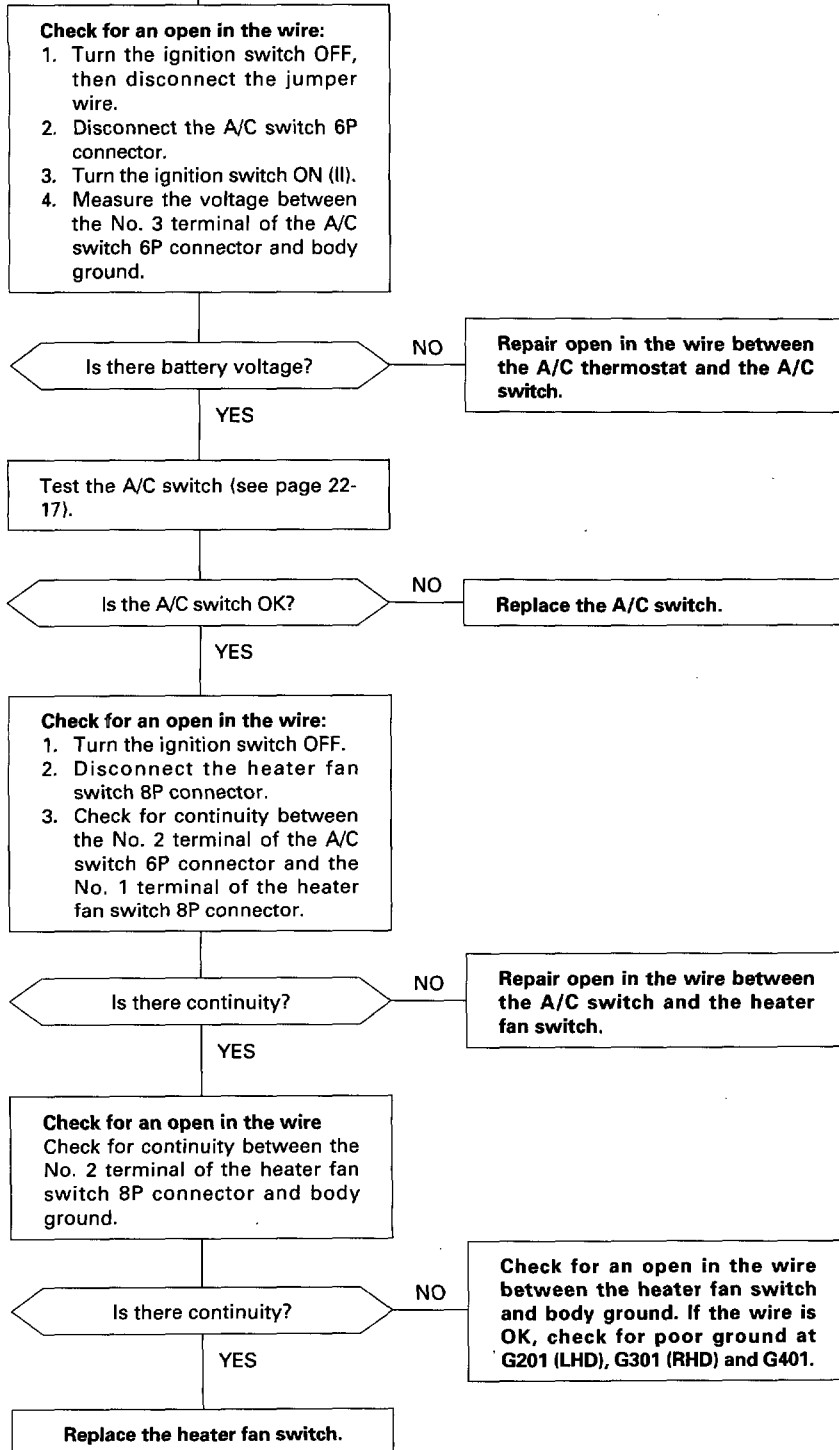 Check for an open in the wire:
1. Turn the ignition switch OFF,
then disconnect the jumper
wire.
2. Disconnect the A/C switch 6P
connector.
3. Turn the ignition switch ON (II).
4. Measure the voltage between
the No. 3 terminal of the A/C
switch 6P connector and body
ground.
Is there battery voltage?
NO
Repair open in the wire between
the A/C thermostat and the A/C
switch.
YES
Test the A/C switch (see page 22-
17).
Is the A/C switch OK?
NO
Replace the A/C switch.
YES
Check for an open in the wire:
1. Turn the ignition switch OFF.
2. Disconnect the heater fan
switch 8P connector.
3. Check for continuity between
the No. 2 terminal of the A/C
switch 6P connector and the
No. 1 terminal of the heater
fan switch 8P connector.
Is there continuity?
NO
Repair open in the wire between
the A/C switch and the heater
fan switch.
YES
Check for an open in the wire
Check for continuity between the
No. 2 terminal of the heater fan
switch 8P connector and body
ground.
Is there continuity?
NO
Check for an open in the wire
between the heater fan switch
and body ground. If the wire is
OK, check for poor ground at
G201 (LHD), G301 (RHD) and G401.
YES
Replace the heater fan switch.